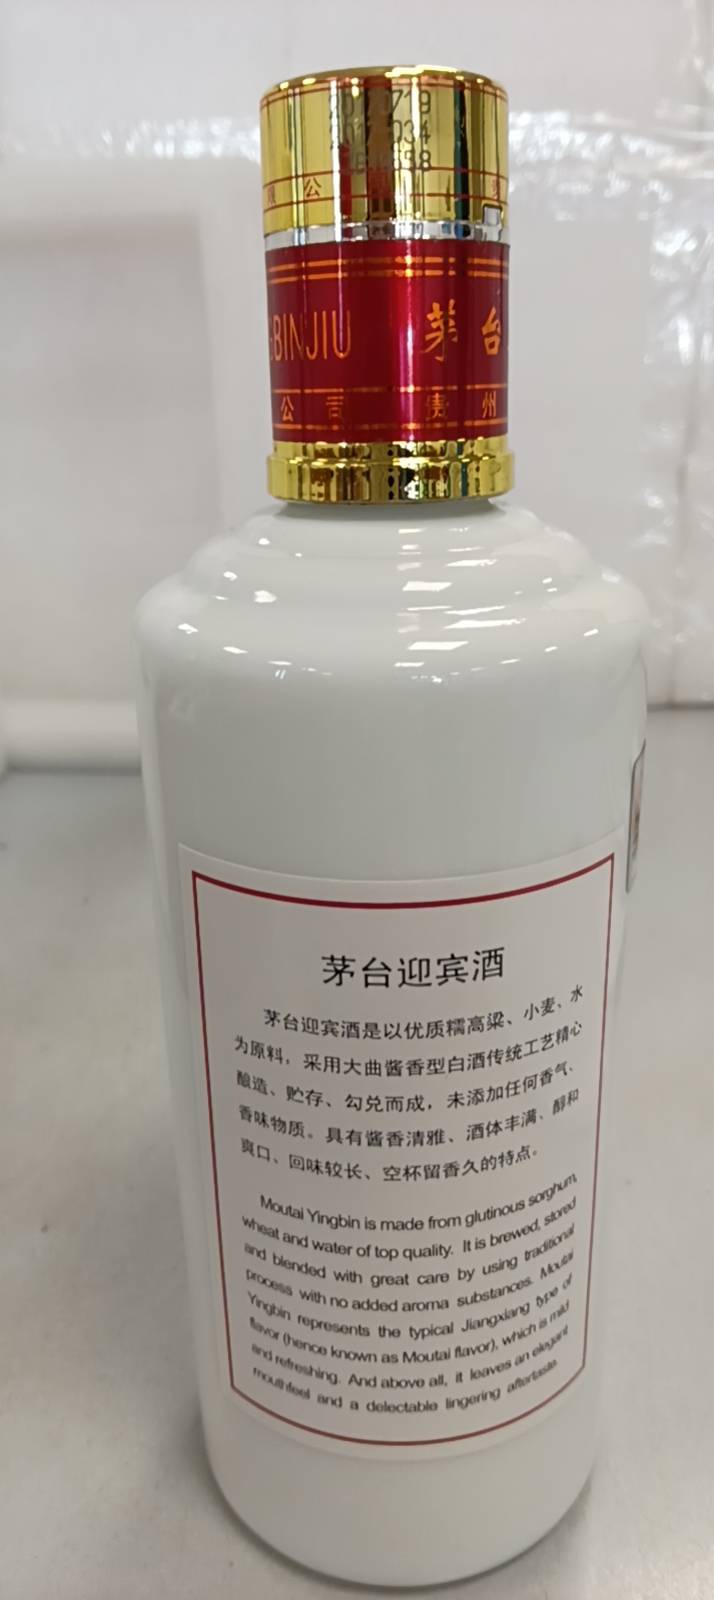 限 公 司 贵
BINJIU 茅台
公司 贵州
茅台迎宾酒
茅台迎宾酒是以优质糯高粱、小麦、水
为原料，采用大曲酱香型白酒传统工艺精心
酿造、贮存、勾兑而成，未添加任何香气、
香味物质。具有酱香清雅、酒体丰满、醇和
爽口、回味较长、空杯留香久的特点。
Moutai Yingbin is made from glutinous sorghum,
wheat and water of top quality. It is brewed, stored
and blended with great care by using traditional
process with no added aroma substances. Moutai
Yingbin represents the typical Jiangxiang type of
flavor (hence known as Moutai flavor), which is mild
and refreshing. And above all, it leaves an elegant
mouthfeel and a delectable lingering aftertaste.